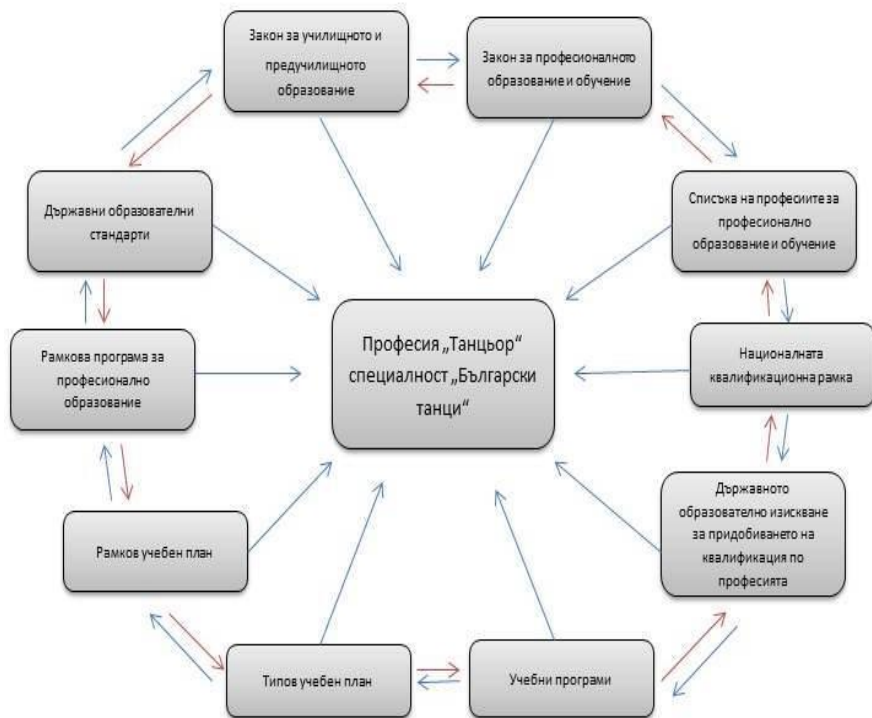 Закон за училищното и
предучилищното
образование
Закон за професионалното
образование и обучение
Държавни образователни
стандарти
Списъка на професиите за
професионално
образование и обучение
Професия „Танцьор“
специалност „Български
танци“
Рамкова програма за
професионално
образование
Националната
квалификационна рамка
Рамков учебен план
Държавното
образователно изискване
за придобиването на
квалификация по
професията
Типов учебен план
Учебни програми